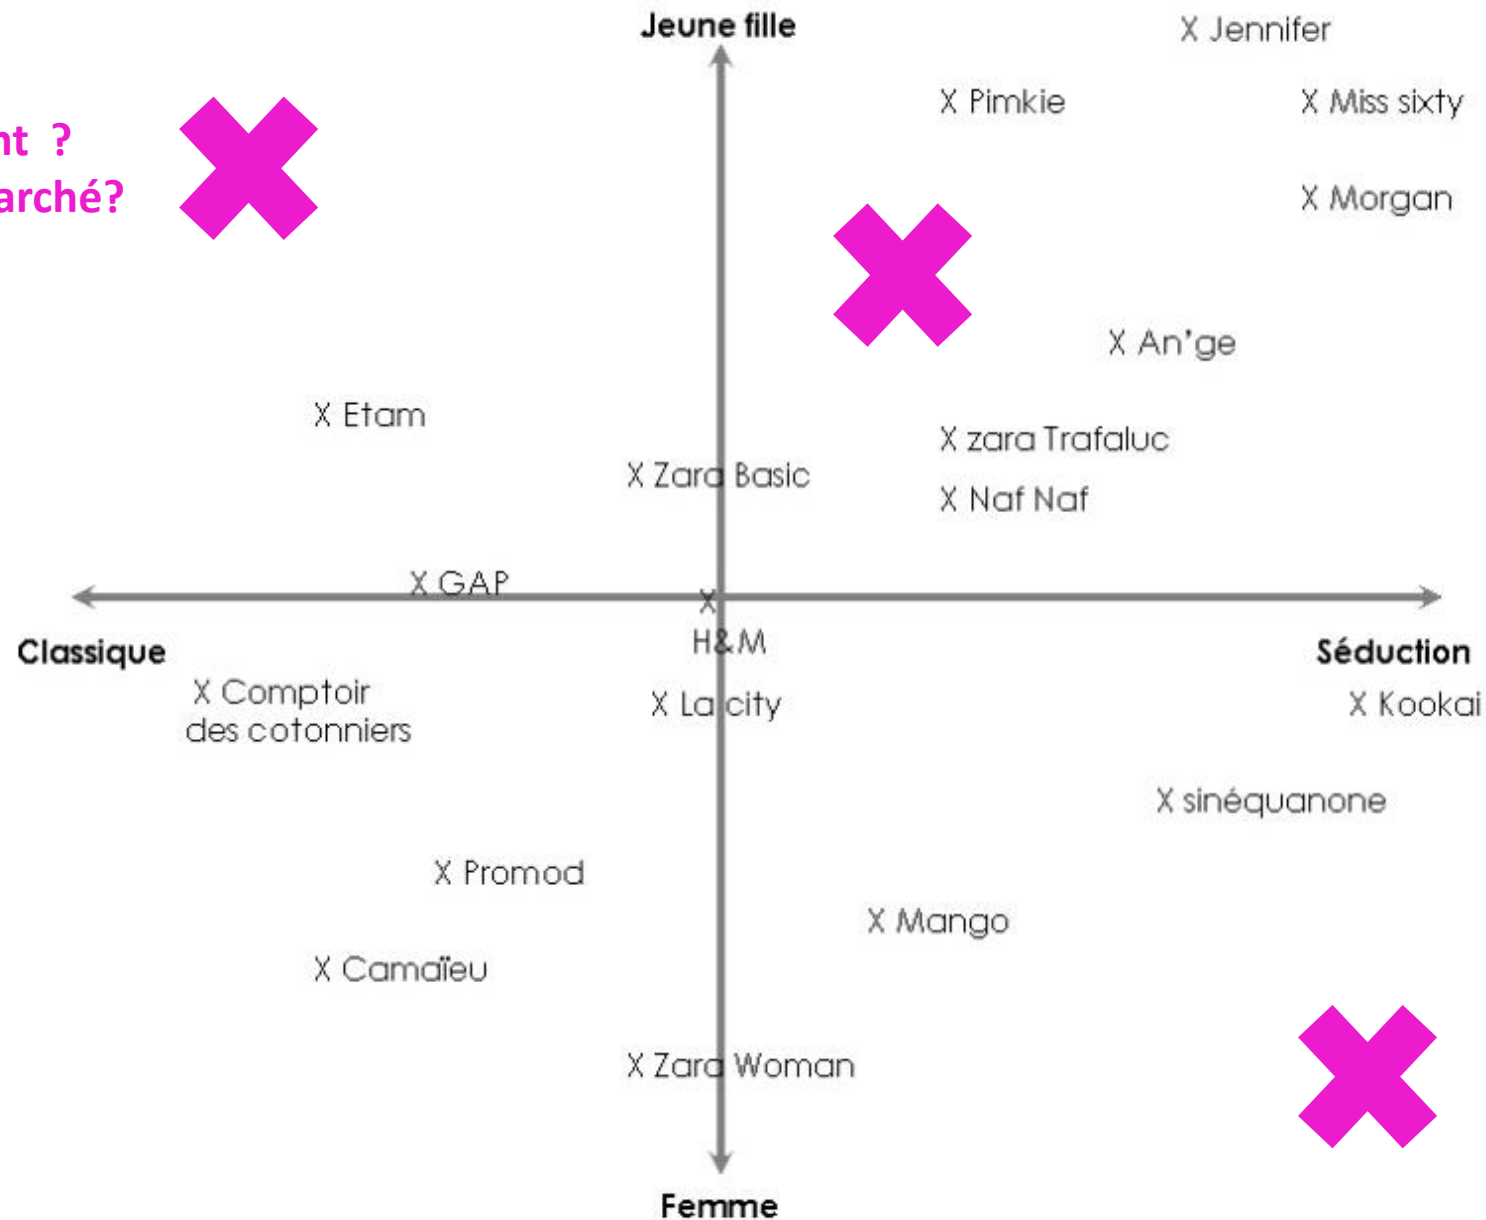 Jeune fille
X Jennifer
X Pimkie
X Miss sixty
nt ?
arché?
X Morgan
X An'ge
X Etam
X zara Trafaluc
X Zara Basic
X Naf Naf
X GAP
X
H&M
Classique
Séduction
X Comptoir
des cotonniers
X La city
X Kookai
X sinéquanone
X Promod
X Mango
X Camaïeu
X Zara Woman
Femme